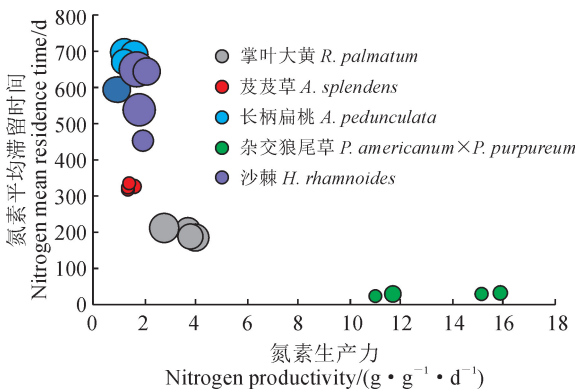 氮素平均滞留时间
Nitrogen mean residence time/d
800
700
600
500
400
300
200
100
0
掌叶大黄 R. palmatum
芨芨草 A. splendens
长柄扁桃 A. pedunculata
杂交狼尾草 P. americanum×P. purpureum
沙棘 H. rhamnoides
0 2 4 6 8 10 12 14 16 18
氮素生产力
Nitrogen productivity/(g·g⁻¹·d⁻¹)